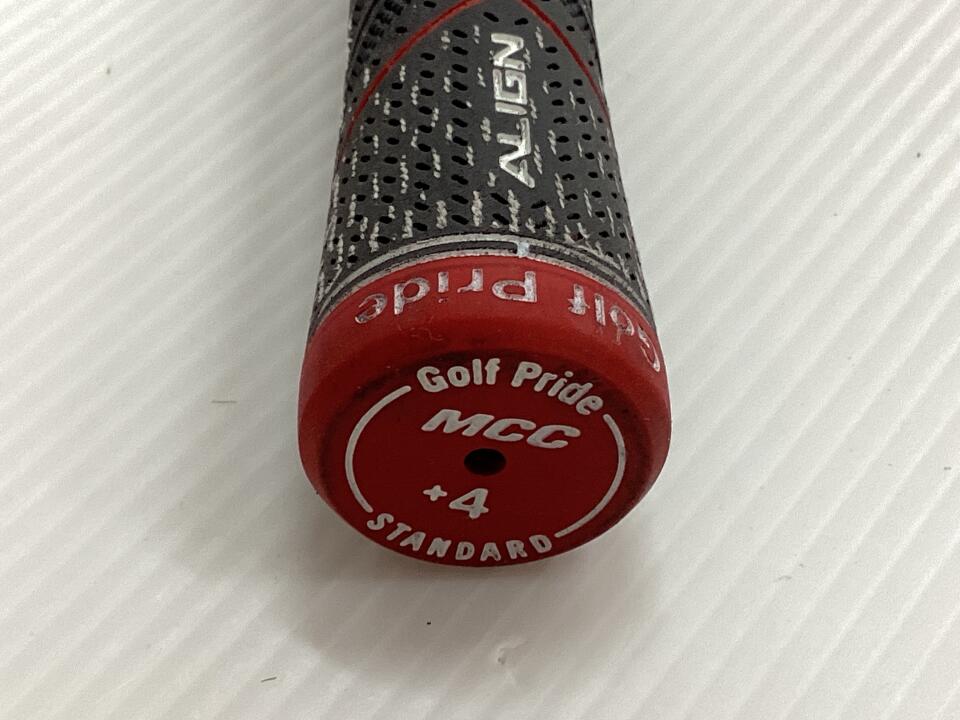 ALIGN
Golf Pride
Golf Pride
MCC
+4
STANDARD